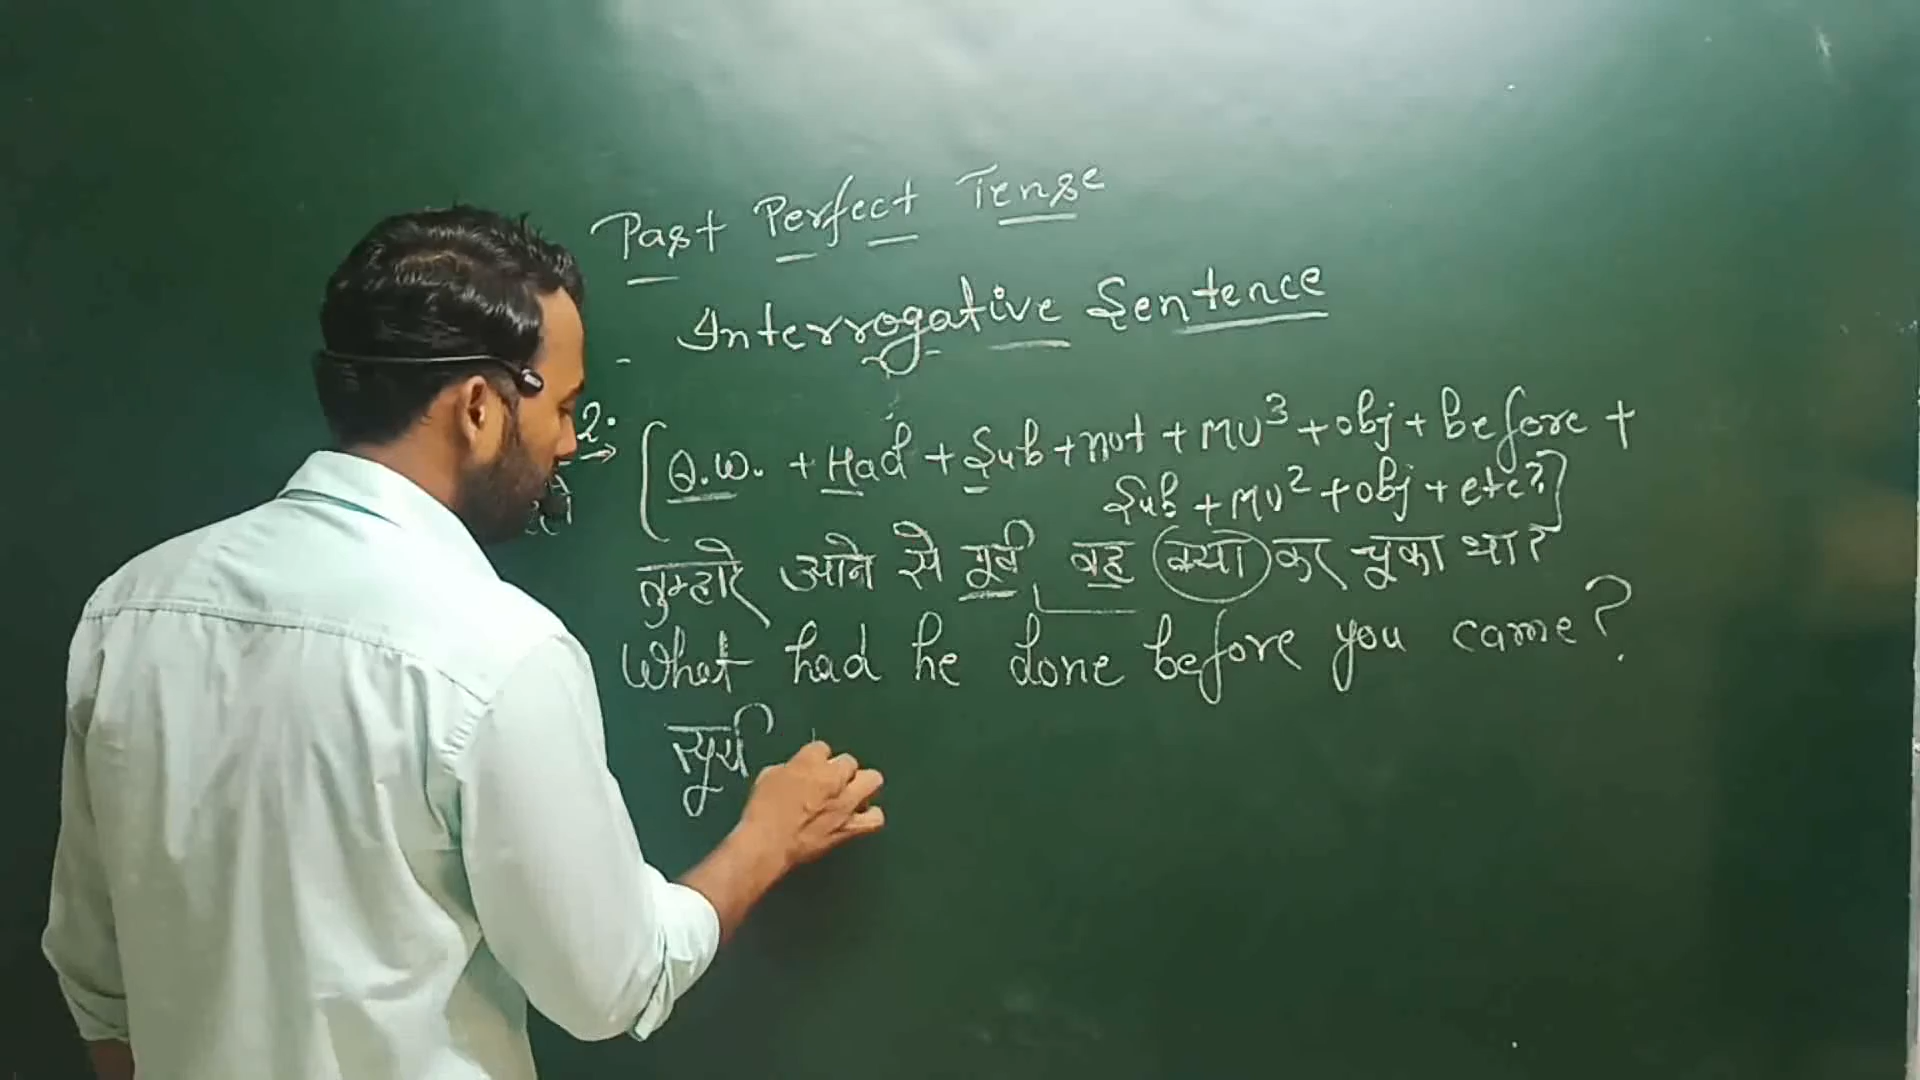 Past Perfect Tense
- Interrogative Sentence
2. → [Q.W. + Had + Sub + not + MV³ + obj + before +
Sub + MV² + obj + etc?]
तुम्हारे आने से पूर्व वह क्या कर चूका था?
What had he done before you came?
सूर्य